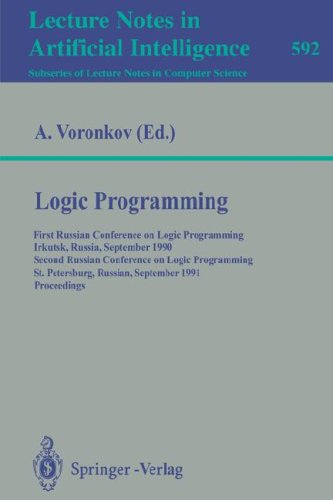 Lecture Notes in
Artificial Intelligence 592
Subseries of Lecture Notes in Computer Science
A. Voronkov (Ed.)
Logic Programming
First Russian Conference on Logic Programming
Irkutsk, Russia, September 1990
Second Russian Conference on Logic Programming
St. Petersburg, Russian, September 1991
Proceedings
Springer -Verlag